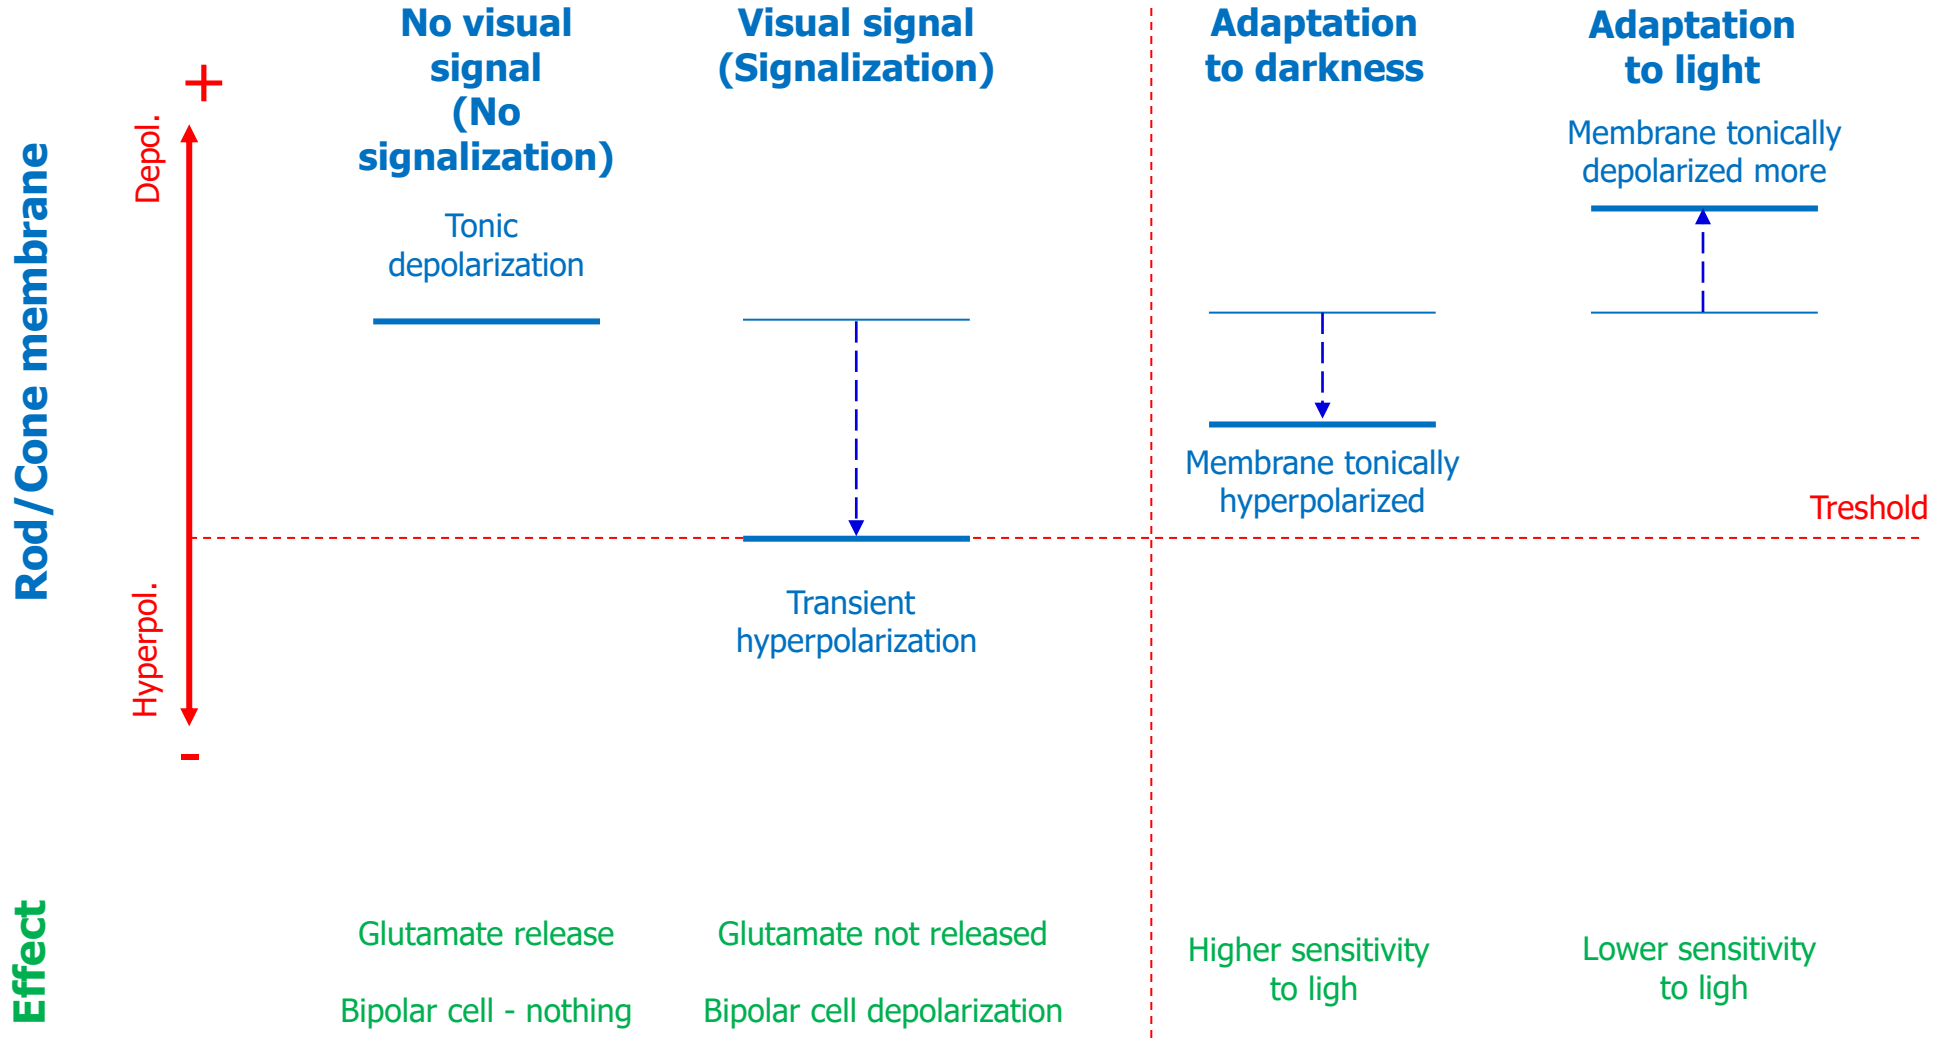 No visual
signal
(No
signalization)
Visual signal
(Signalization)
Adaptation
to darkness
Adaptation
to light
+
Depol.
Rod/Cone membrane
Hyperpol.
-
Tonic
depolarization
Transient
hyperpolarization
Membrane tonically
hyperpolarized
Membrane tonically
depolarized more
Treshold
Effect
Glutamate release
Bipolar cell - nothing
Glutamate not released
Bipolar cell depolarization
Higher sensitivity
to ligh
Lower sensitivity
to ligh